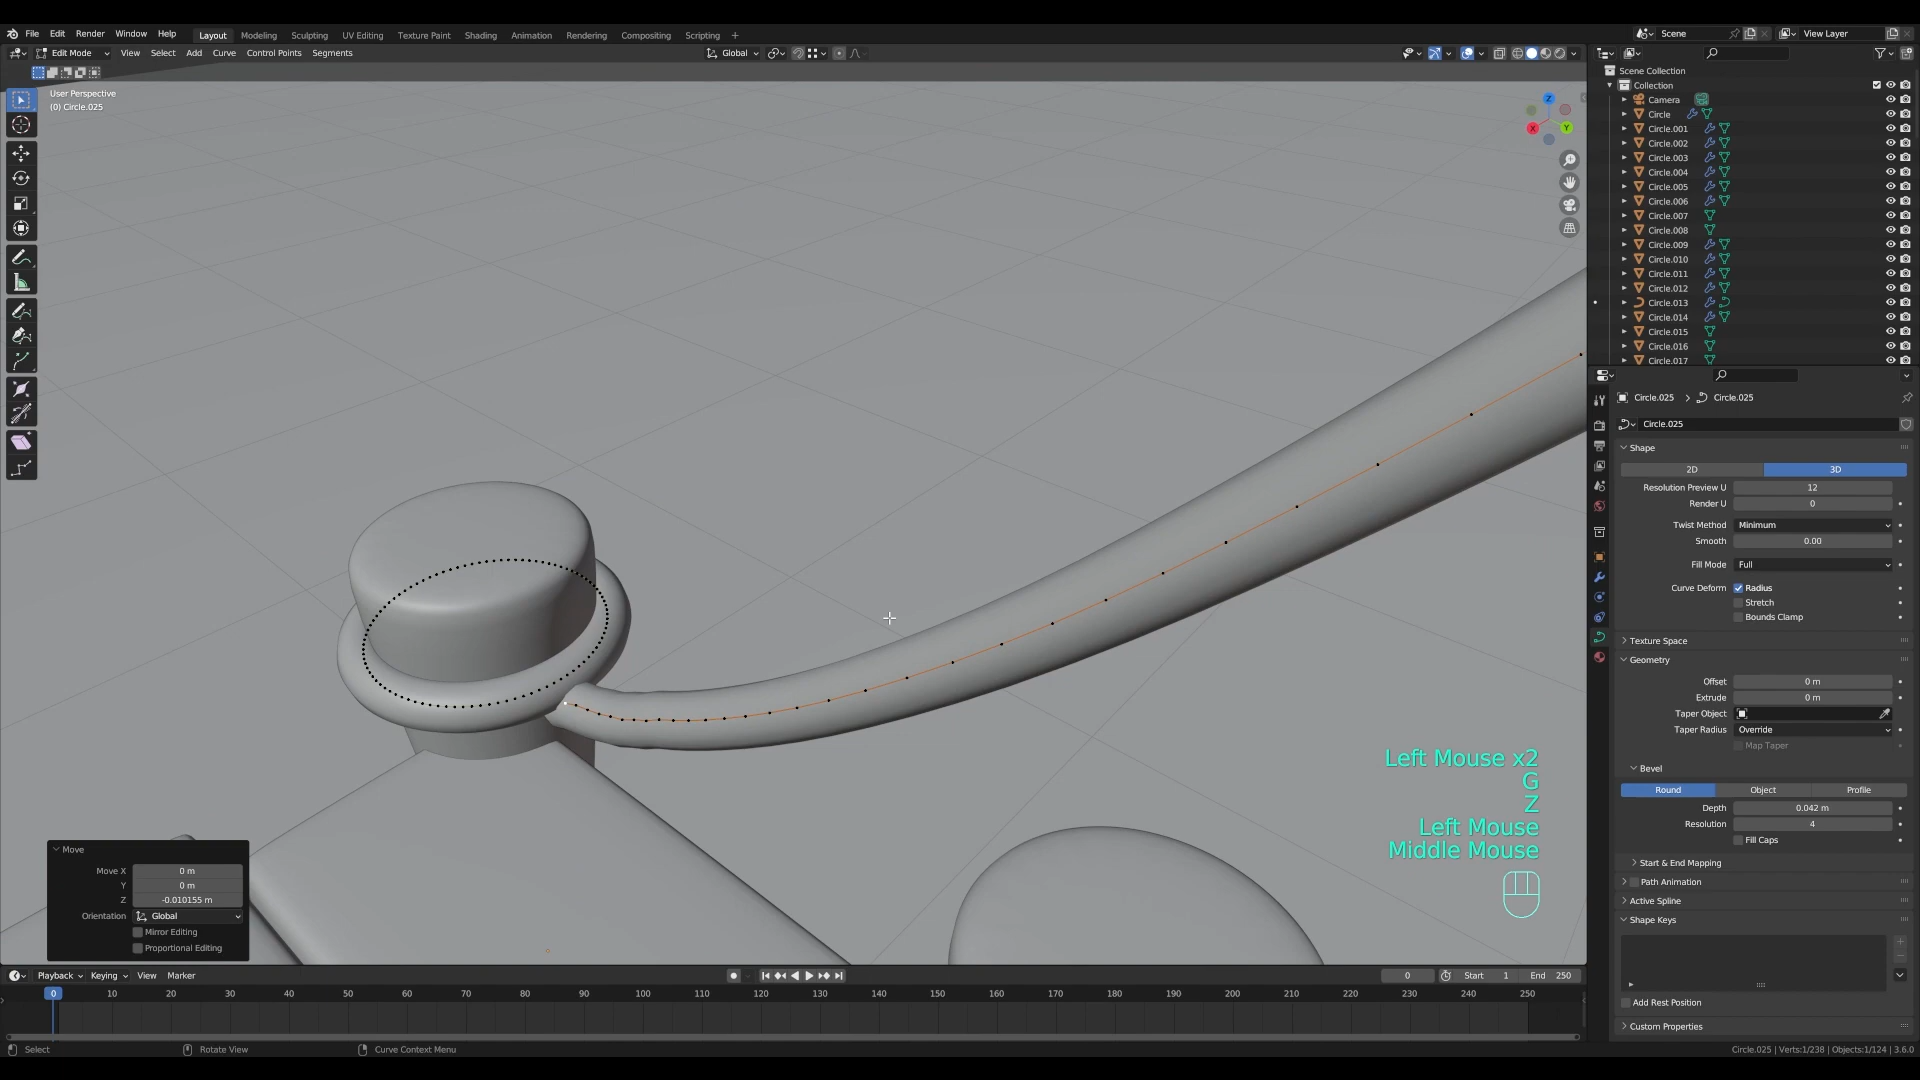 File Edit Render Window Help Layout Modeling Sculpting UV Editing Texture Paint Shading Animation Rendering Compositing Scripting + Scene View Layer
Edit Mode View Select Add Curve Control Points Segments Global
User Perspective
(0) Circle.025
Scene Collection
Collection
Camera
Circle
Circle.001
Circle.002
Circle.003
Circle.004
Circle.005
Circle.006
Circle.007
Circle.008
Circle.009
Circle.010
Circle.011
Circle.012
Circle.013
Circle.014
Circle.015
Circle.016
Circle.017
Z
X
Y
Circle.025 > Circle.025
Circle.025
Shape
2D 3D
Resolution Preview U 12
Render U 0
Twist Method Minimum
Smooth 0.00
Fill Mode Full
Curve Deform Radius
Stretch
Bounds Clamp
Texture Space
Geometry
Offset 0 m
Extrude 0 m
Taper Object
Taper Radius Override
Map Taper
Bevel
Round Object Profile
Depth 0.042 m
Resolution 4
Fill Caps
Start & End Mapping
Path Animation
Active Spline
Shape Keys
Add Rest Position
Custom Properties
Left Mouse x2
G
Z
Left Mouse
Middle Mouse
Move
Move X 0 m
Y 0 m
Z -0.010155 m
Orientation Global
Mirror Editing
Proportional Editing
Playback Keying View Marker 0 Start 1 End 250
0 10 20 30 40 50 60 70 80 90 100 110 120 130 140 150 160 170 180 190 200 210 220 230 240 250
Select Rotate View Curve Context Menu Circle.025 | Verts:1/238 | Objects:1/124 | 3.6.0